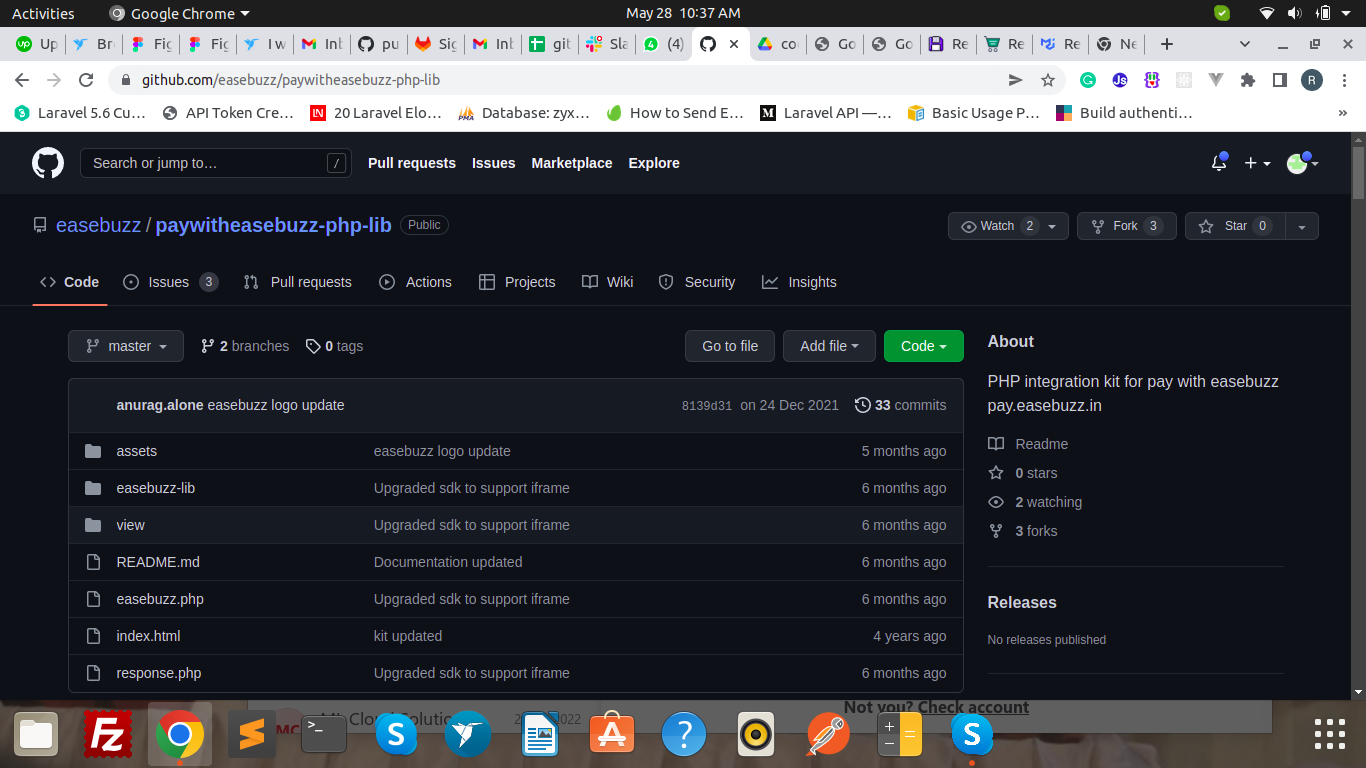 Activities
Google Chrome
May 28 10:37 AM
Up
Br
Fig
Fig
I w
Inb
pu
Sig
Inb
git
Sla
4 (4)
co
Go
Go
Re
Re
Re
Ne
github.com/easebuzz/paywitheasebuzz-php-lib
Js
R
Laravel 5.6 Cu…
API Token Cre…
20 Laravel Elo…
Database: zyx…
How to Send E…
Laravel API —…
Basic Usage P…
Build authenti…
»
Search or jump to… /
Pull requests
Issues
Marketplace
Explore
easebuzz / paywitheasebuzz-php-lib Public
Watch 2
Fork 3
Star 0
Code
Issues 3
Pull requests
Actions
Projects
Wiki
Security
Insights
master
2 branches
0 tags
Go to file
Add file
Code
anurag.alone easebuzz logo update 8139d31 on 24 Dec 2021 33 commits
assets easebuzz logo update 5 months ago
easebuzz-lib Upgraded sdk to support iframe 6 months ago
view Upgraded sdk to support iframe 6 months ago
README.md Documentation updated 6 months ago
easebuzz.php Upgraded sdk to support iframe 6 months ago
index.html kit updated 4 years ago
response.php Upgraded sdk to support iframe 6 months ago
About
PHP integration kit for pay with easebuzz
pay.easebuzz.in
Readme
0 stars
2 watching
3 forks
Releases
No releases published
Not you? Check account
MC
Fz
>_
S
A
?
S